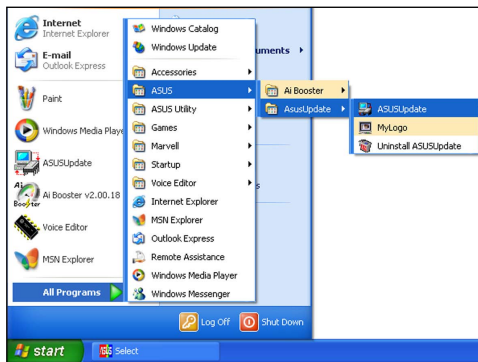 Internet
Internet Explorer
E-mail
Outlook Express
Paint
Windows Media Playe
ASUSUpdate
Ai Booster v2.00.18
Voice Editor
MSN Explorer
All Programs
Windows Catalog
Windows Update
Accessories
ASUS
ASUS Utility
Games
Marvell
Startup
Voice Editor
Internet Explorer
MSN Explorer
Outlook Express
Remote Assistance
Windows Media Player
Windows Messenger
uments
s
Ai Booster
AsusUpdate
ASUSUpdate
MyLogo
Uninstall ASUSUpdate
Log Off
Shut Down
start
Select